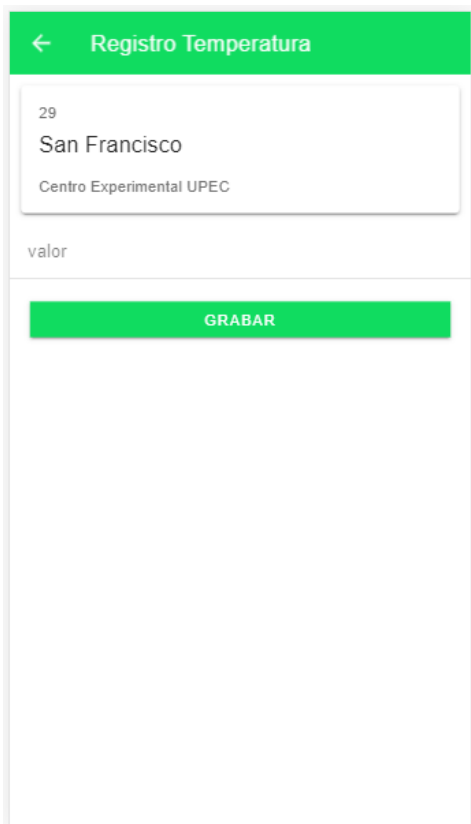 Registro Temperatura
29
San Francisco
Centro Experimental UPEC
valor
GRABAR